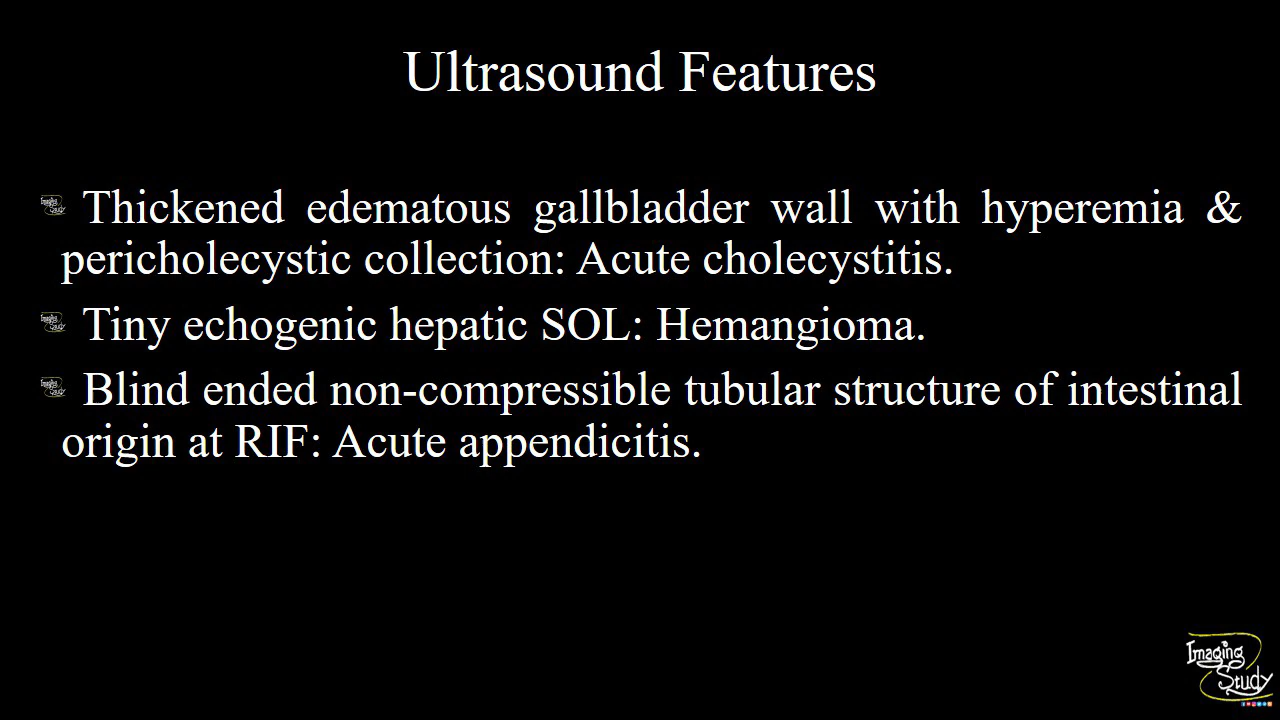 Ultrasound Features
Thickened edematous gallbladder wall with hyperemia &
pericholecystic collection: Acute cholecystitis.
Tiny echogenic hepatic SOL: Hemangioma.
Blind ended non-compressible tubular structure of intestinal
origin at RIF: Acute appendicitis.
Imaging
Study